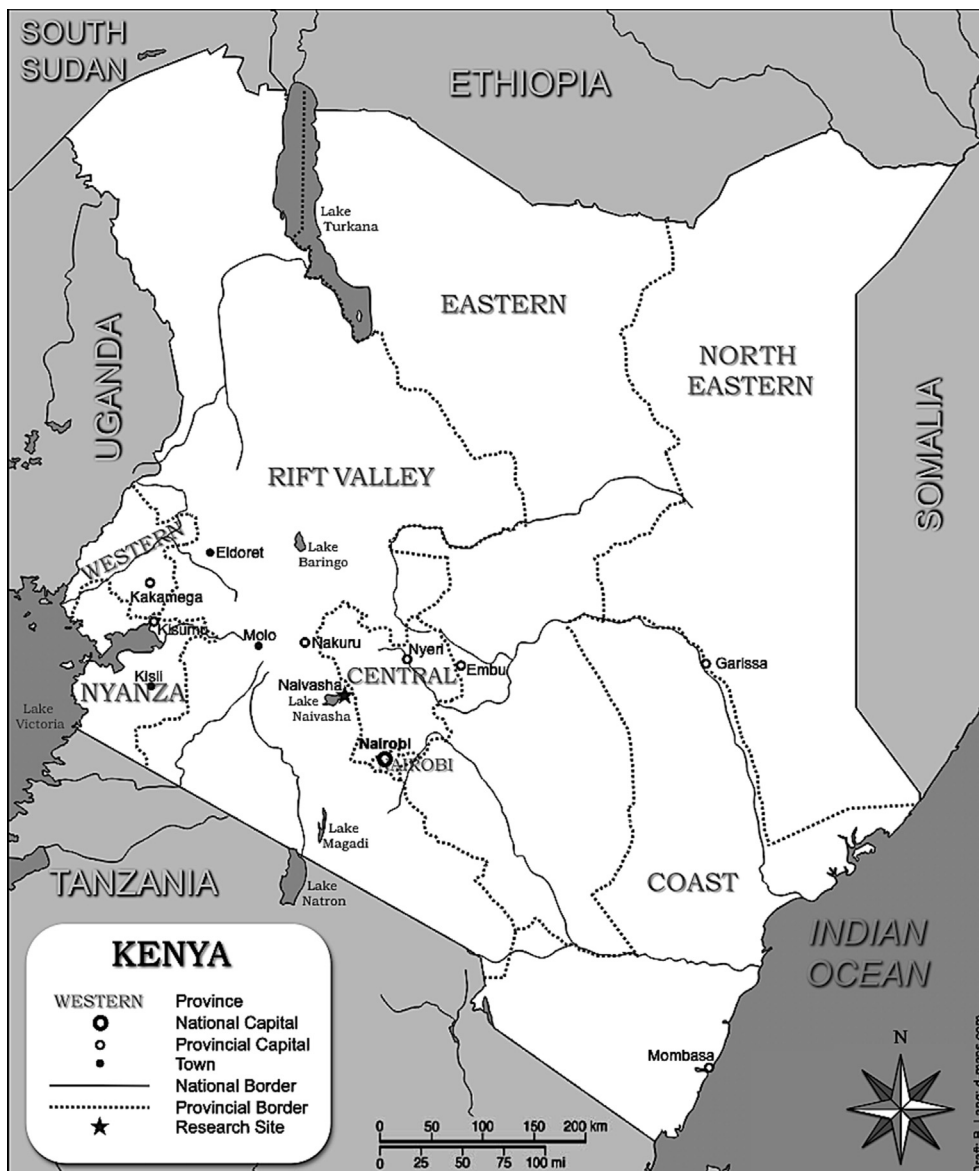 SOUTH
SUDAN
ETHIOPIA
Lake
Turkana
EASTERN
NORTH
EASTERN
UGANDA
SOMALIA
RIFT VALLEY
WESTERN
Eldoret
Lake
Baringo
Kakamega
Kisumu
Molo
Nakuru
Nyeri
Embu
Garissa
CENTRAL
Kisii
NYANZA
Naivasha
Lake
Naivasha
Lake
Victoria
Nairobi
NAIROBI
Lake
Magadi
TANZANIA
Lake
Natron
COAST
INDIAN
OCEAN
KENYA
WESTERN Province
National Capital
Provincial Capital
Town
National Border
Provincial Border
Research Site
Mombasa
N
0 50 100 150 200 km
0 25 50 75 100 mi